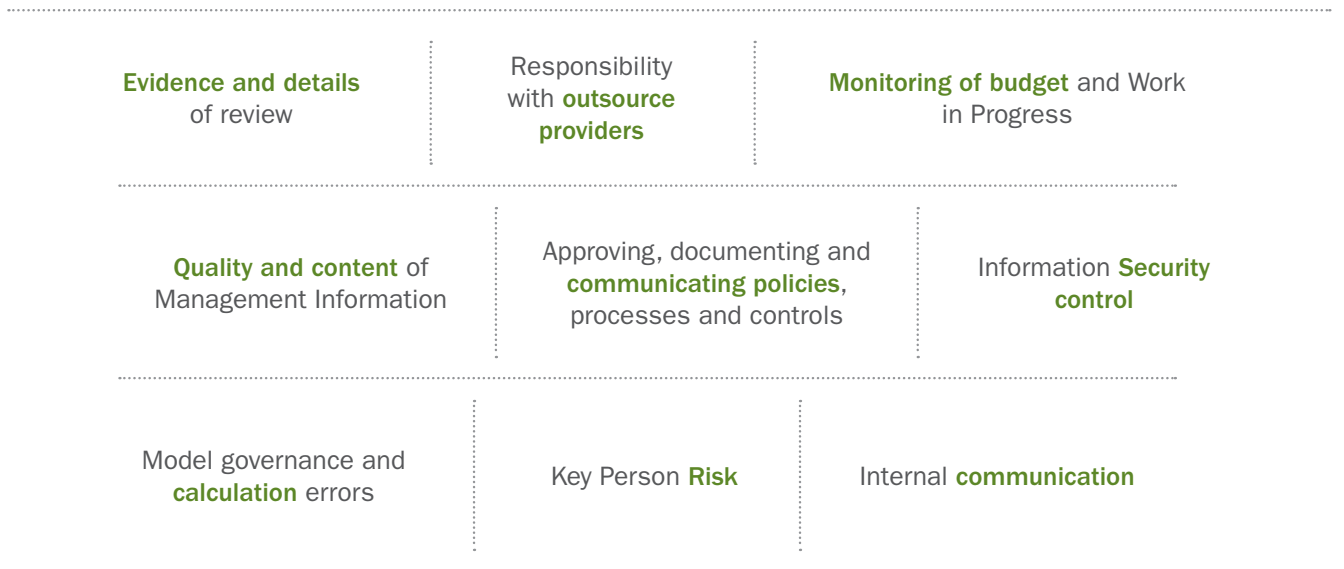 Evidence and details
of review
Responsibility
with outsource
providers
Monitoring of budget and Work
in Progress
Quality and content of
Management Information
Approving, documenting and
communicating policies,
processes and controls
Information Security
control
Model governance and
calculation errors
Key Person Risk
Internal communication